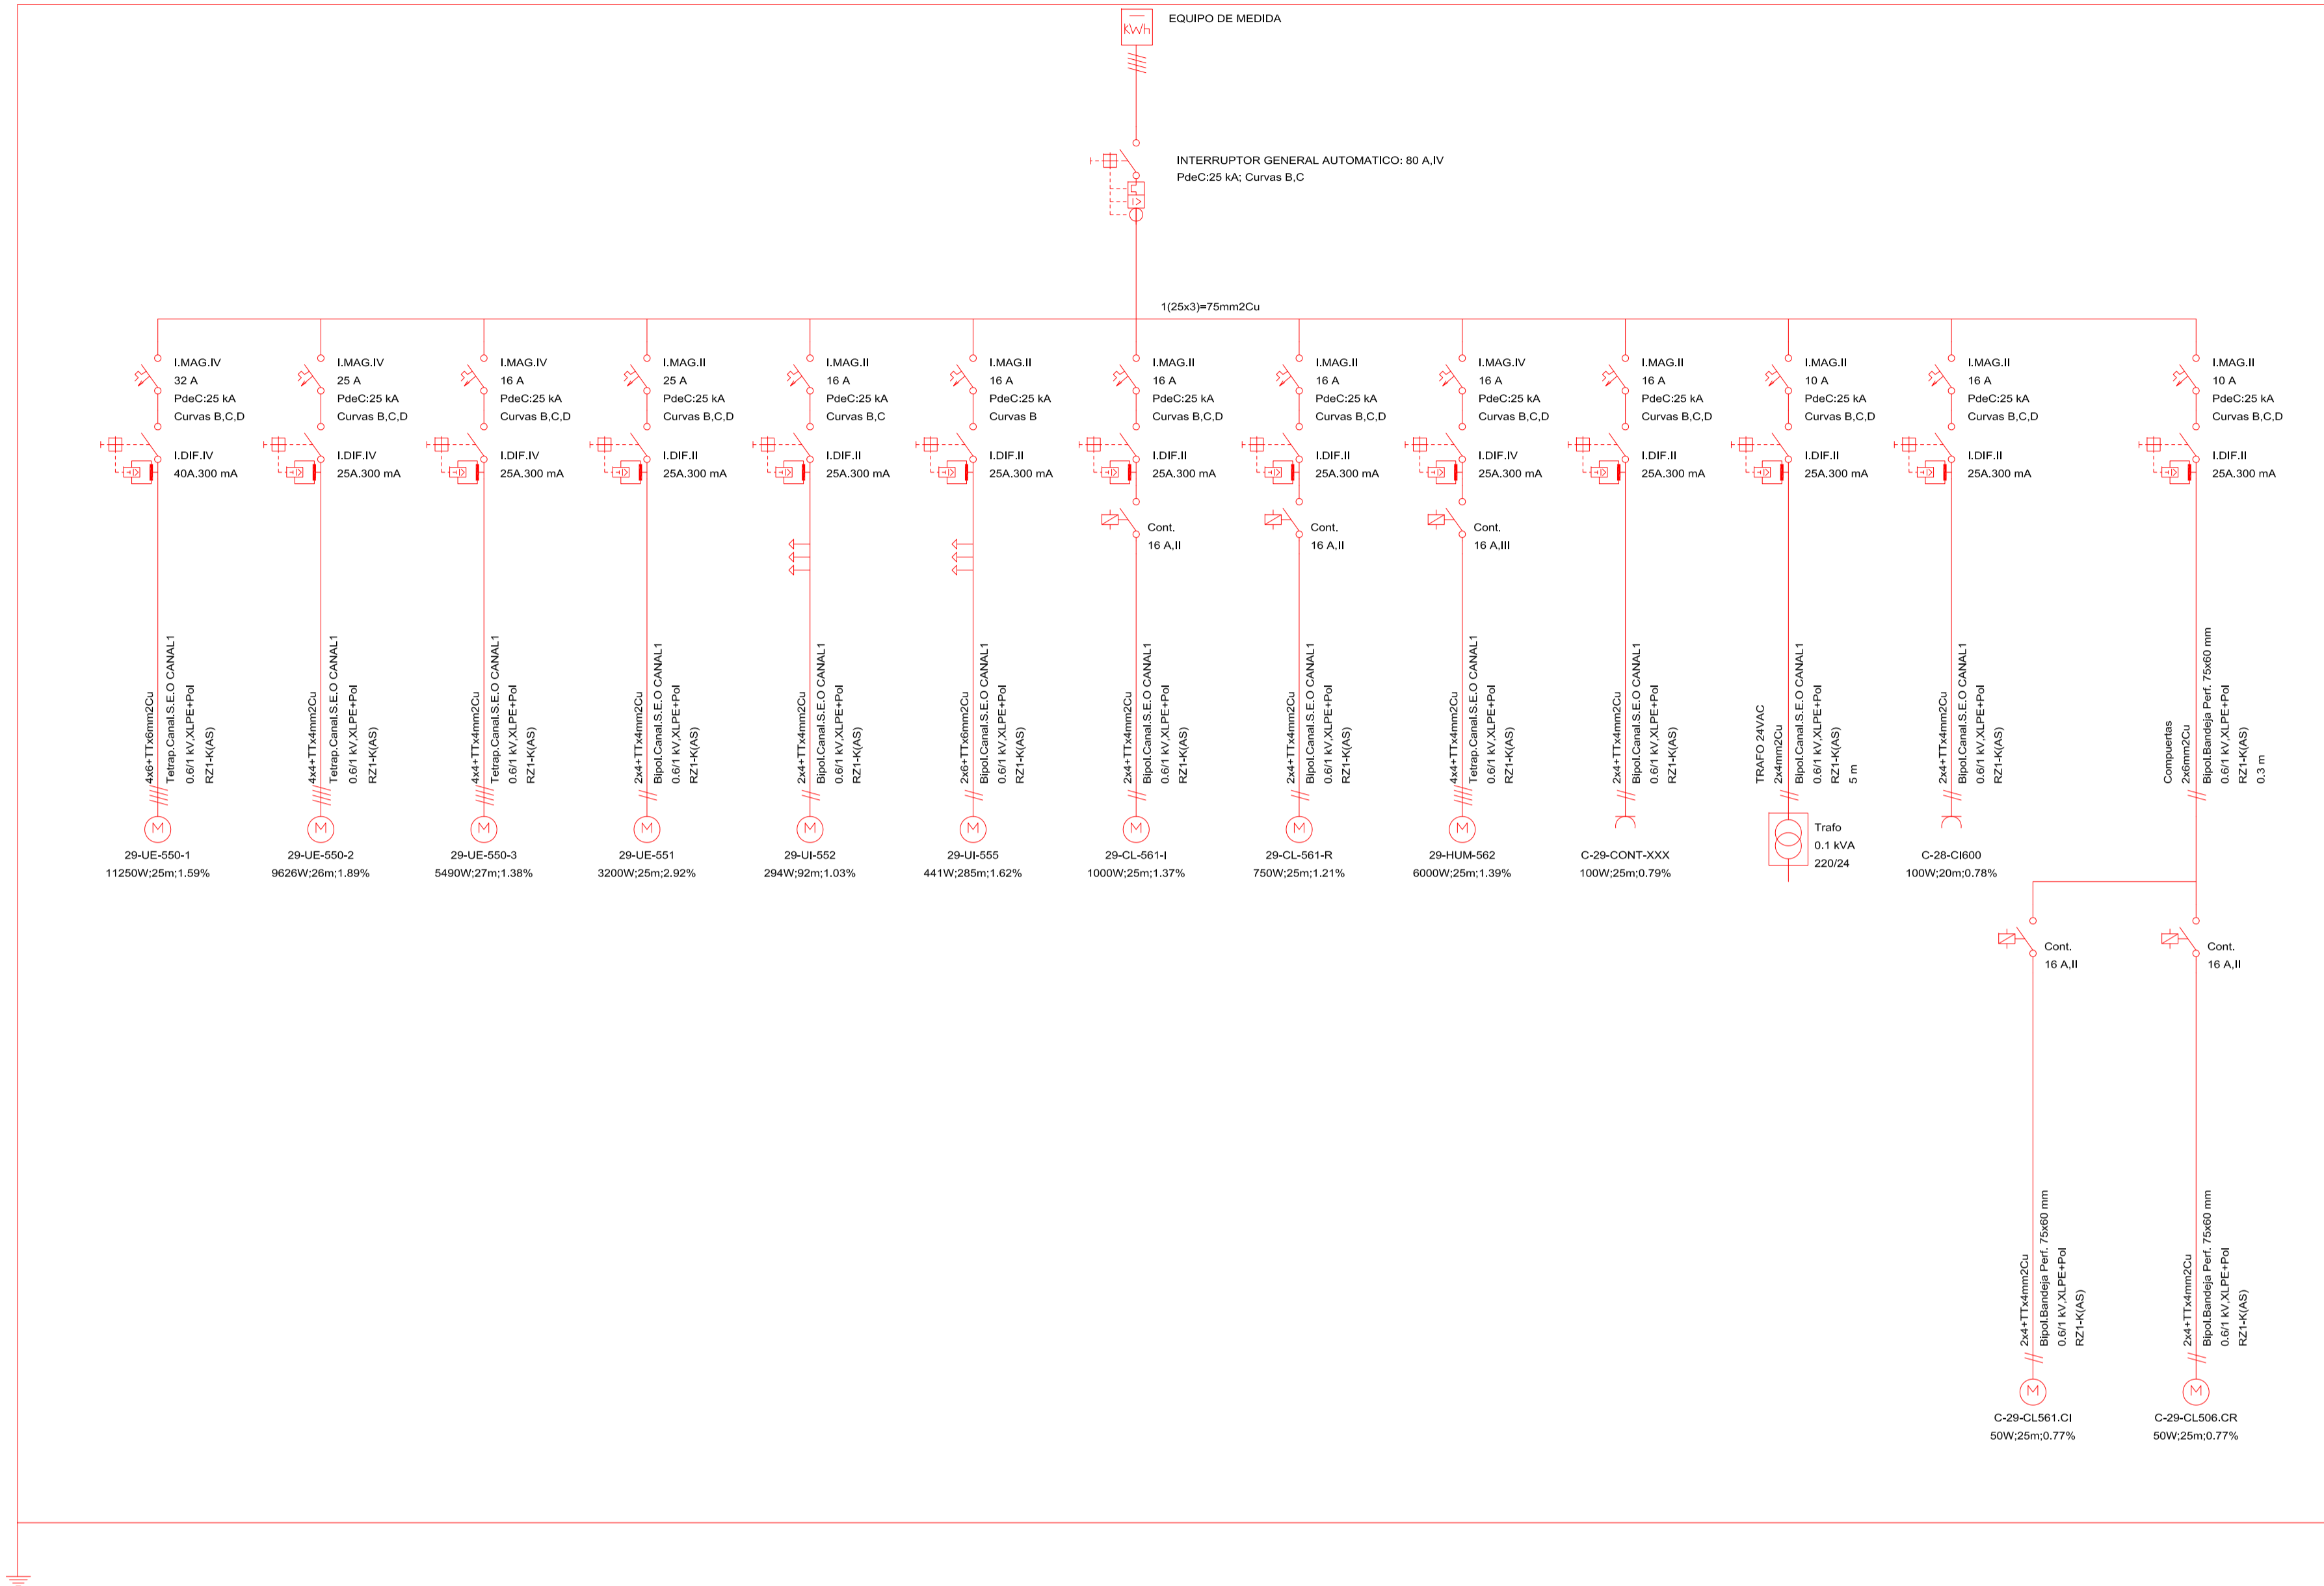 EQUIPO DE MEDIDA
KWh
INTERRUPTOR GENERAL AUTOMATICO: 80 A,IV
PdeC:25 kA; Curvas B,C
I>
1(25x3)=75mm2Cu
I.MAG.IV
32 A
PdeC:25 kA
Curvas B,C,D
I.DIF.IV
40A.300 mA
4x6+TTx6mm2Cu
Tetrap.Canal.S.E.O CANAL1
0.6/1 kV,XLPE+Pol
RZ1-K(AS)
M
29-UE-550-1
11250W;25m;1.59%
I.MAG.IV
25 A
PdeC:25 kA
Curvas B,C,D
I.DIF.IV
25A.300 mA
4x4+TTx4mm2Cu
Tetrap.Canal.S.E.O CANAL1
0.6/1 kV,XLPE+Pol
RZ1-K(AS)
M
29-UE-550-2
9626W;26m;1.89%
I.MAG.IV
16 A
PdeC:25 kA
Curvas B,C,D
I.DIF.IV
25A.300 mA
4x4+TTx4mm2Cu
Tetrap.Canal.S.E.O CANAL1
0.6/1 kV,XLPE+Pol
RZ1-K(AS)
M
29-UE-550-3
5490W;27m;1.38%
I.MAG.II
25 A
PdeC:25 kA
Curvas B,C,D
I.DIF.II
25A.300 mA
2x4+TTx4mm2Cu
Bipol.Canal.S.E.O CANAL1
0.6/1 kV,XLPE+Pol
RZ1-K(AS)
M
29-UE-551
3200W;25m;2.92%
I.MAG.II
16 A
PdeC:25 kA
Curvas B,C
I.DIF.II
25A.300 mA
2x4+TTx4mm2Cu
Bipol.Canal.S.E.O CANAL1
0.6/1 kV,XLPE+Pol
RZ1-K(AS)
M
29-UI-552
294W;92m;1.03%
I.MAG.II
16 A
PdeC:25 kA
Curvas B
I.DIF.II
25A.300 mA
2x6+TTx6mm2Cu
Bipol.Canal.S.E.O CANAL1
0.6/1 kV,XLPE+Pol
RZ1-K(AS)
M
29-UI-555
441W;285m;1.62%
I.MAG.II
16 A
PdeC:25 kA
Curvas B,C,D
I.DIF.II
25A.300 mA
Cont.
16 A,II
2x4+TTx4mm2Cu
Bipol.Canal.S.E.O CANAL1
0.6/1 kV,XLPE+Pol
RZ1-K(AS)
M
29-CL-561-I
1000W;25m;1.37%
I.MAG.II
16 A
PdeC:25 kA
Curvas B,C,D
I.DIF.II
25A.300 mA
Cont.
16 A,II
2x4+TTx4mm2Cu
Bipol.Canal.S.E.O CANAL1
0.6/1 kV,XLPE+Pol
RZ1-K(AS)
M
29-CL-561-R
750W;25m;1.21%
I.MAG.IV
16 A
PdeC:25 kA
Curvas B,C,D
I.DIF.IV
25A.300 mA
Cont.
16 A,III
4x4+TTx4mm2Cu
Tetrap.Canal.S.E.O CANAL1
0.6/1 kV,XLPE+Pol
RZ1-K(AS)
M
29-HUM-562
6000W;25m;1.39%
I.MAG.II
16 A
PdeC:25 kA
Curvas B,C,D
I.DIF.II
25A.300 mA
2x4+TTx4mm2Cu
Bipol.Canal.S.E.O CANAL1
0.6/1 kV,XLPE+Pol
RZ1-K(AS)
C-29-CONT-XXX
100W;25m;0.79%
I.MAG.II
10 A
PdeC:25 kA
Curvas B,C,D
I.DIF.II
25A.300 mA
TRAFO 24VAC
2x4mm2Cu
Bipol.Canal.S.E.O CANAL1
0.6/1 kV,XLPE+Pol
RZ1-K(AS)
5 m
Trafo
0.1 kVA
220/24
I.MAG.II
16 A
PdeC:25 kA
Curvas B,C,D
I.DIF.II
25A.300 mA
2x4+TTx4mm2Cu
Bipol.Canal.S.E.O CANAL1
0.6/1 kV,XLPE+Pol
RZ1-K(AS)
C-28-CI600
100W;20m;0.78%
I.MAG.II
10 A
PdeC:25 kA
Curvas B,C,D
I.DIF.II
25A.300 mA
Compuertas
2x6mm2Cu
Bipol.Bandeja Perf. 75x60 mm
0.6/1 kV,XLPE+Pol
RZ1-K(AS)
0.3 m
Cont.
16 A,II
2x4+TTx4mm2Cu
Bipol.Bandeja Perf. 75x60 mm
0.6/1 kV,XLPE+Pol
RZ1-K(AS)
M
C-29-CL561.CI
50W;25m;0.77%
Cont.
16 A,II
2x4+TTx4mm2Cu
Bipol.Bandeja Perf. 75x60 mm
0.6/1 kV,XLPE+Pol
RZ1-K(AS)
M
C-29-CL506.CR
50W;25m;0.77%